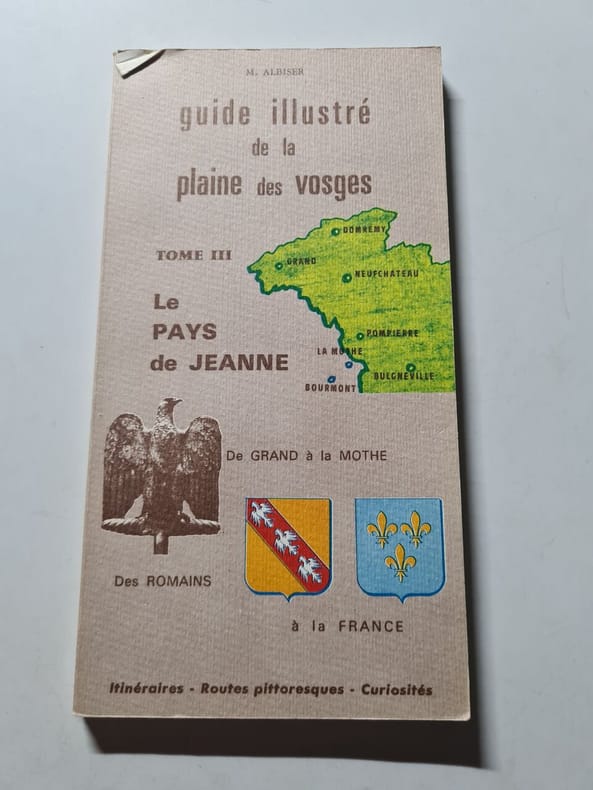 M. ALBISER
guide illustré
de la
plaine des vosges
TOME III
Le
PAYS
de JEANNE
DOMREMY
GRAND
NEUFCHATEAU
POMPIERRE
LA MOTHE
BULGNEVILLE
BOURMONT
De GRAND à la MOTHE
Des ROMAINS
à la FRANCE
Itinéraires - Routes pittoresques - Curiosités